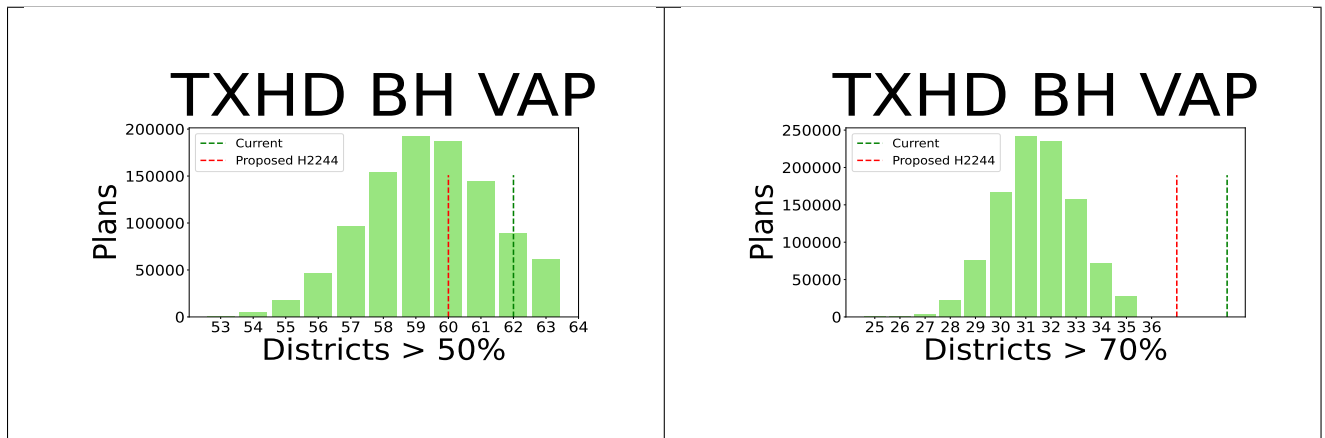 TXHD BH VAP
Current
Proposed H2244
Plans
200000
150000
100000
50000
0
53 54 55 56 57 58 59 60 61 62 63 64
Districts > 50%
TXHD BH VAP
Current
Proposed H2244
Plans
250000
200000
150000
100000
50000
0
25 26 27 28 29 30 31 32 33 34 35 36
Districts > 70%